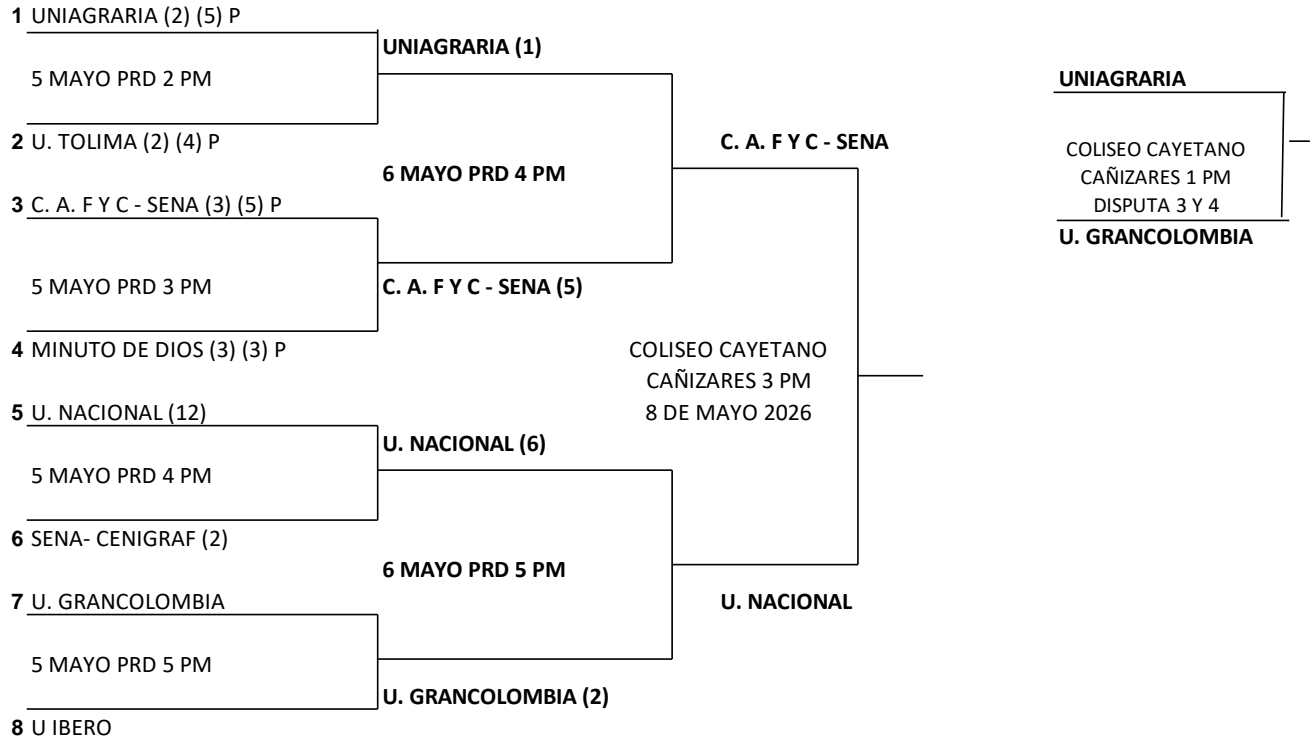 1 UNIAGRARIA (2) (5) P
UNIAGRARIA (1)
5 MAYO PRD 2 PM
2 U. TOLIMA (2) (4) P
C. A. F Y C - SENA
6 MAYO PRD 4 PM
3 C. A. F Y C - SENA (3) (5) P
5 MAYO PRD 3 PM
C. A. F Y C - SENA (5)
4 MINUTO DE DIOS (3) (3) P
COLISEO CAYETANO
CAÑIZARES 3 PM
8 DE MAYO 2026
5 U. NACIONAL (12)
U. NACIONAL (6)
5 MAYO PRD 4 PM
6 SENA- CENIGRAF (2)
6 MAYO PRD 5 PM
7 U. GRANCOLOMBIA
U. NACIONAL
5 MAYO PRD 5 PM
U. GRANCOLOMBIA (2)
8 U IBERO
UNIAGRARIA
COLISEO CAYETANO
CAÑIZARES 1 PM
DISPUTA 3 Y 4
U. GRANCOLOMBIA